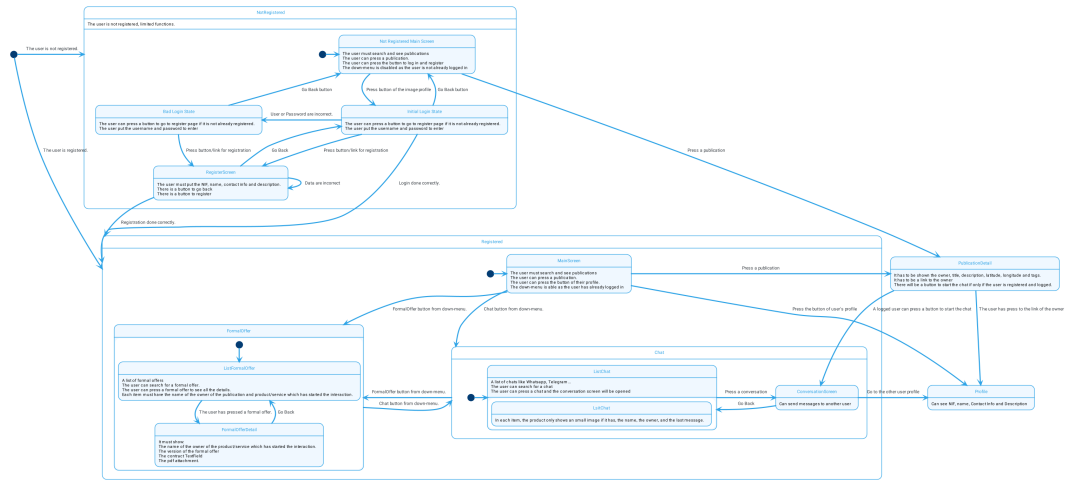 NotRegistered
The user is not registered, limited functions.
The user is not registered
Not Registered Main Screen
The user must search and see publications
The user can press a publication.
The user can press the button to log in and register
The down-menu is disabled as the user is not already logged in
Go Back button
Press button of the image profile
Go Back button
Bad Login State
The user can press a button to go to register page if it is not already registered.
The user put the username and password to enter
User or Password are incorrect.
Initial Login State
The user can press a button to go to register page if it is not already registered.
The user put the username and password to enter
The user is registered.
Press button/link for registration
Go Back
Press button/link for registration
Press a publication
RegisterScreen
The user must put the NIF, name, contact info and description.
There is a button to go back
There is a button to register
Data are incorrect
Login done correctly.
Registration done correctly.
Registered
MainScreen
The user must search and see publications
The user can press a publication.
The user can press the button of their profile.
The down-menu is able as the user has already logged in
Press a publication
PublicationDetail
It has to be shown the owner, title, description, latitude, longitude and tags
It has to be a link to the owner
There will be a button to start the chat if only if the user is registered and logged.
FormalOffer button from down-menu.
Chat button from down-menu.
Press the button of user's profile
A logged user can press a button to start the chat
The user has press to the link of the owner
FormalOffer
ListFormalOffer
A list of formal offers
The user can search for a formal offer.
The user can press a formal offer to see all the details
Each item must have the name of the owner of the publication and product/service which has started the interaction.
The user has pressed a formal offer.
Go Back
FormalOfferDetail
It must show:
The name of the owner of the product/service which has started the interaction.
The version of the formal offer
The contract TextField
The pdf attachment
FormalOffer button from down-menu.
Chat button from down-menu.
Chat
ListChat
A list of chats like Whatsapp, Telegram...
The user can search for a chat
The user can press a chat and the conversation screen will be opened
ListChat
In each item, the product only shows an small image if it has, the name, the owner, and the last message.
Press a conversation
Go Back
ConversationScreen
Can send messages to another user
Go to the other user profile
Profile
Can see NIF, name, Contact Info and Description